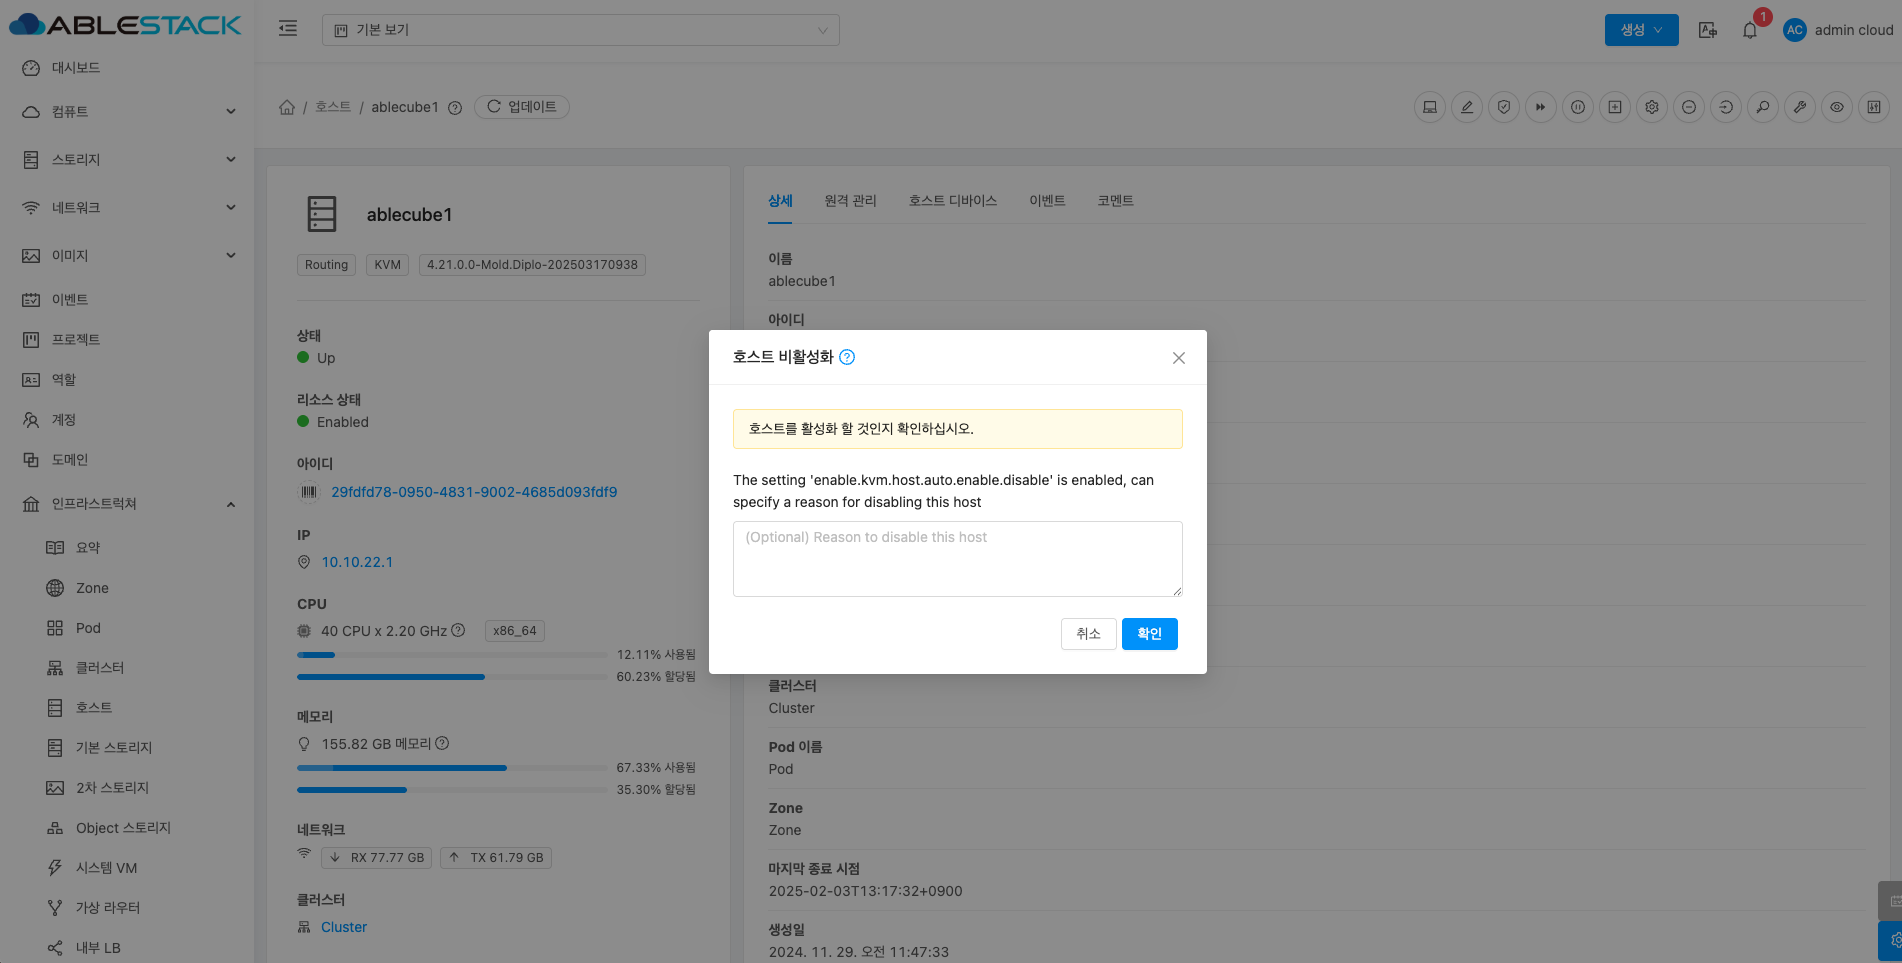 ABLESTACK
기본 보기
생성
1
AC
admin cloud
대시보드
컴퓨트
스토리지
네트워크
이미지
이벤트
프로젝트
역할
계정
도메인
인프라스트럭쳐
요약
Zone
Pod
클러스터
호스트
기본 스토리지
2차 스토리지
Object 스토리지
시스템 VM
가상 라우터
내부 LB
/ 호스트 / ablecube1
업데이트
ablecube1
Routing
KVM
4.21.0.0-Mold.Diplo-202503170938
상태
Up
리소스 상태
Enabled
아이디
29fdfd78-0950-4831-9002-4685d093fdf9
IP
10.10.22.1
CPU
40 CPU x 2.20 GHz
x86_64
12.11% 사용됨
60.23% 할당됨
메모리
155.82 GB 메모리
67.33% 사용됨
35.30% 할당됨
네트워크
RX 77.77 GB
TX 61.79 GB
클러스터
Cluster
상세
원격 관리
호스트 디바이스
이벤트
코멘트
이름
ablecube1
아이디
호스트 비활성화
호스트를 활성화 할 것인지 확인하십시오.
The setting 'enable.kvm.host.auto.enable.disable' is enabled, can
specify a reason for disabling this host
(Optional) Reason to disable this host
취소
확인
클러스터
Cluster
Pod 이름
Pod
Zone
Zone
마지막 종료 시점
2025-02-03T13:17:32+0900
생성일
2024. 11. 29. 오전 11:47:33